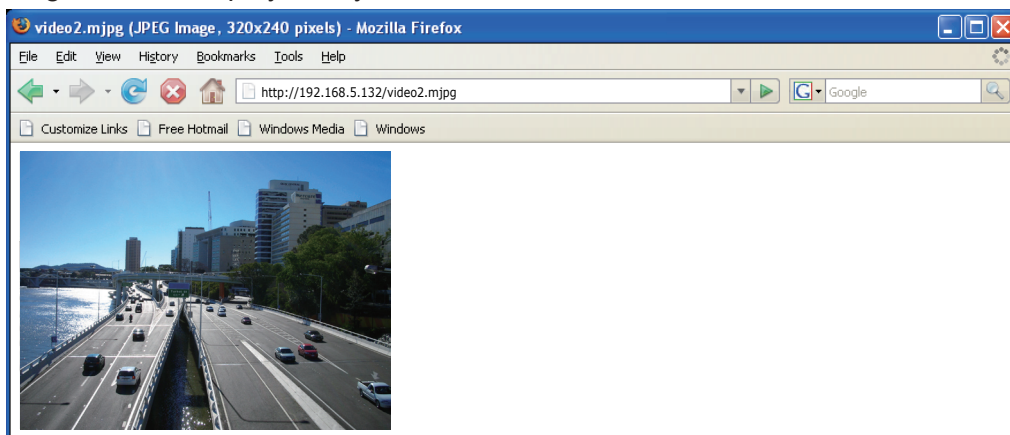 video2.mjpg (JPEG Image, 320x240 pixels) - Mozilla Firefox
File Edit View History Bookmarks Tools Help
http://192.168.5.132/video2.mjpg
G Google
Customize Links Free Hotmail Windows Media Windows